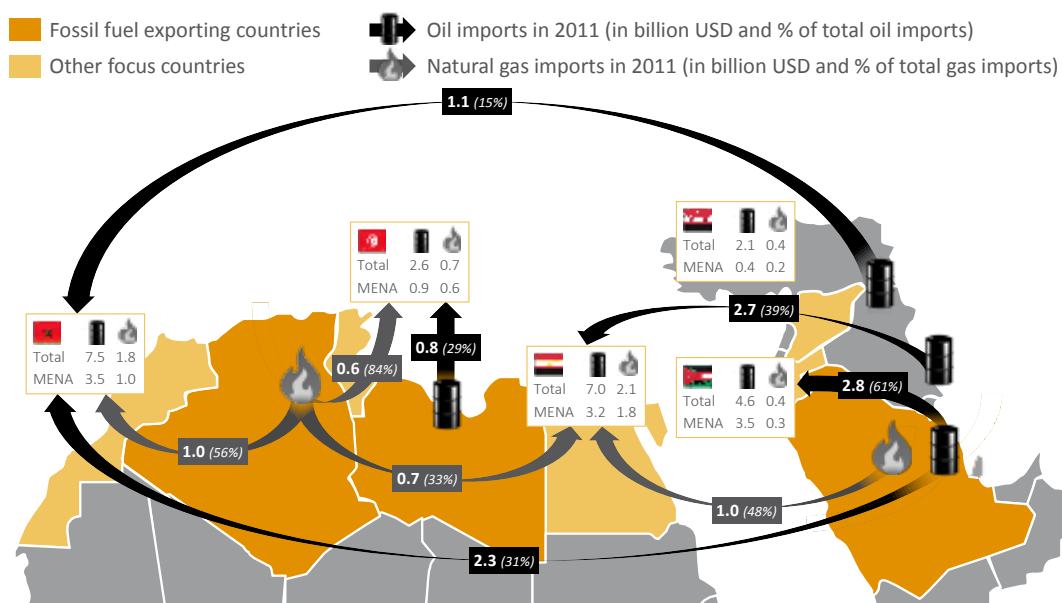 Fossil fuel exporting countries
Other focus countries
Oil imports in 2011 (in billion USD and % of total oil imports)
Natural gas imports in 2011 (in billion USD and % of total gas imports)
1.1 (15%)
Total 2.1 0.4
MENA 0.4 0.2
Total 2.6 0.7
MENA 0.9 0.6
2.7 (39%)
Total 7.5 1.8
MENA 3.5 1.0
0.8 (29%)
0.6 (84%)
Total 7.0 2.1
MENA 3.2 1.8
2.8 (61%)
Total 4.6 0.4
MENA 3.5 0.3
1.0 (56%)
0.7 (33%)
1.0 (48%)
2.3 (31%)